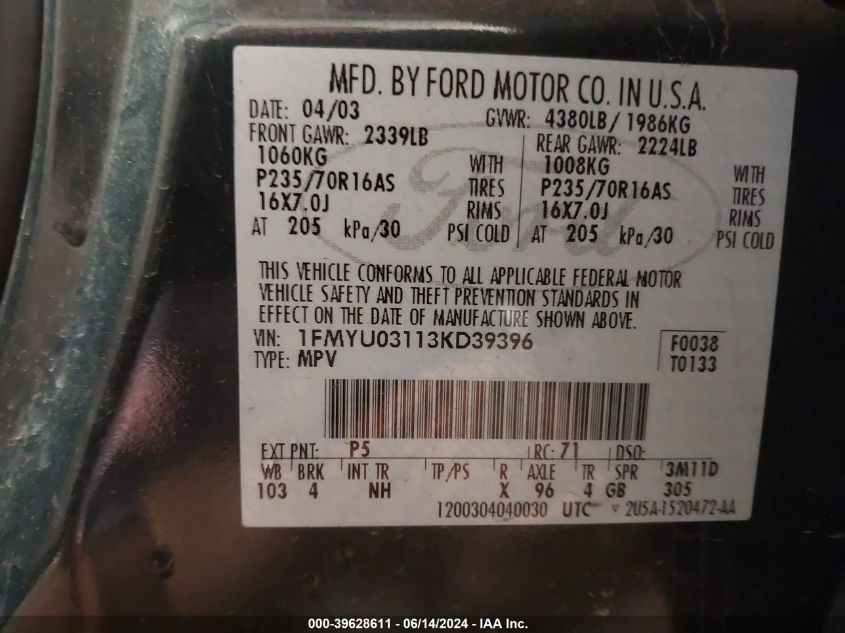 MFD. BY FORD MOTOR CO. IN U.S.A.
DATE: 04/03 GVWR: 4380LB/ 1986KG
FRONT GAWR: 2339LB REAR GAWR: 2224LB
1060KG WITH 1008KG WITH
P235/70R16AS TIRES P235/70R16AS TIRES
16X7.0J RIMS 16X7.0J RIMS
AT 205 kPa/30 PSI COLD AT 205 kPa/30 PSI COLD
Ford
THIS VEHICLE CONFORMS TO ALL APPLICABLE FEDERAL MOTOR
VEHICLE SAFETY AND THEFT PREVENTION STANDARDS IN
EFFECT ON THE DATE OF MANUFACTURE SHOWN ABOVE.
VIN: 1FMYU03113KD39396 F0038
TYPE: MPV T0133
EXT PNT: P5 RC: 71 DSO:
WB BRK INT TR TP/PS R AXLE TR SPR 3M11D
103 4 NH X 96 4 GB 305
1200304040030 UTC 2U5A-1520472-AA
000-39628611 - 06/14/2024 - IAA Inc.